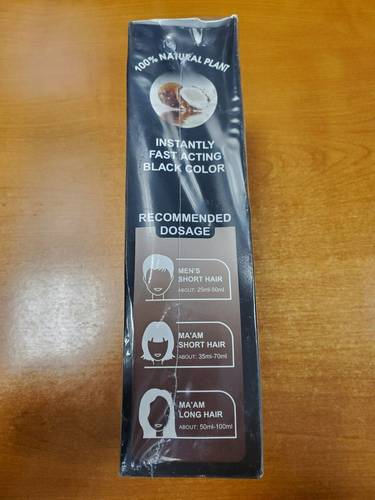 100% NATURAL PLANT
INSTANTLY
FAST ACTING
BLACK COLOR
RECOMMENDED
DOSAGE
MEN'S
SHORT HAIR
ABOUT: 25ml-50ml
MA'AM
SHORT HAIR
ABOUT: 35ml-70ml
MA'AM
LONG HAIR
ABOUT: 50ml-100ml